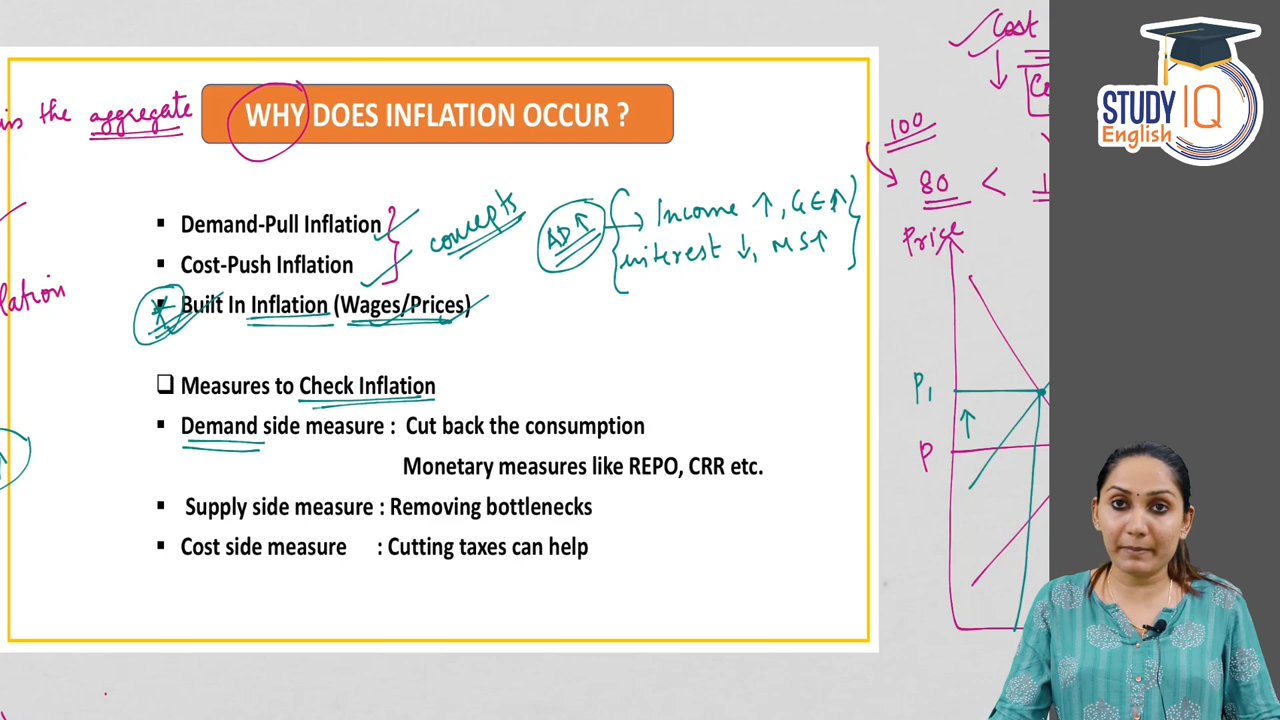 Cost
STUDY IQ
English
is the aggregate
WHY DOES INFLATION OCCUR ?
100
80 <
▪ Demand-Pull Inflation
▪ Cost-Push Inflation
▪ Built In Inflation (Wages/Prices)
concepts
AD↑
Income ↑, GE↑
interest ↓, MS↑
Price
❑ Measures to Check Inflation
▪ Demand side measure : Cut back the consumption
Monetary measures like REPO, CRR etc.
▪ Supply side measure : Removing bottlenecks
▪ Cost side measure : Cutting taxes can help
P1
↑
P